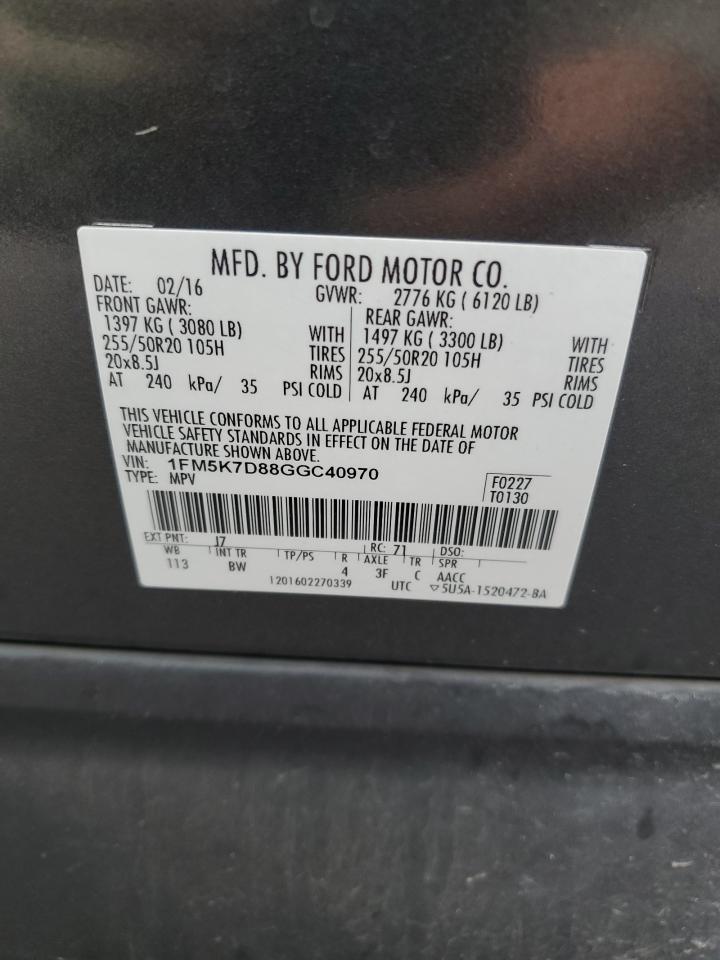 MFD. BY FORD MOTOR CO.
DATE: 02/16 GVWR: 2776 KG ( 6120 LB)
FRONT GAWR: REAR GAWR:
1397 KG ( 3080 LB) WITH 1497 KG ( 3300 LB) WITH
255/50R20 105H TIRES 255/50R20 105H TIRES
20x8.5J RIMS 20x8.5J RIMS
AT 240 kPa/ 35 PSI COLD AT 240 kPa/ 35 PSI COLD
THIS VEHICLE CONFORMS TO ALL APPLICABLE FEDERAL MOTOR
VEHICLE SAFETY STANDARDS IN EFFECT ON THE DATE OF
MANUFACTURE SHOWN ABOVE.
VIN: 1FM5K7D88GGC40970
TYPE: MPV
F0227
T0130
EXT PNT: J7 RC: 71 DSO:
WB INT TR TP/PS R AXLE TR SPR
113 BW 4 3F C AACC
1201602270339 UTC ▽5U5A-1520472-BA